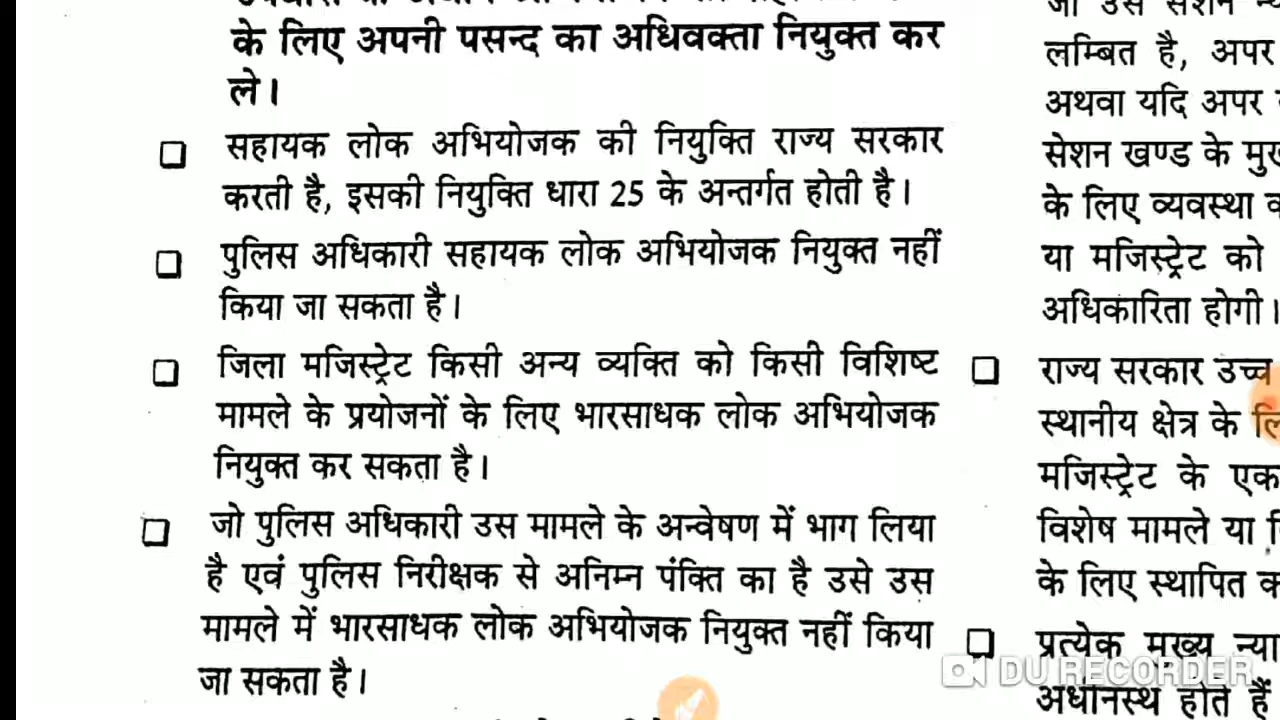 के लिए अपनी पसन्द का अधिवक्ता नियुक्त कर
ले।
सहायक लोक अभियोजक की नियुक्ति राज्य सरकार
करती है, इसकी नियुक्ति धारा 25 के अन्तर्गत होती है।
पुलिस अधिकारी सहायक लोक अभियोजक नियुक्त नहीं
किया जा सकता है।
जिला मजिस्ट्रेट किसी अन्य व्यक्ति को किसी विशिष्ट
मामले के प्रयोजनों के लिए भारसाधक लोक अभियोजक
नियुक्त कर सकता है।
जो पुलिस अधिकारी उस मामले के अन्वेषण में भाग लिया
है एवं पुलिस निरीक्षक से अनिम्न पंक्ति का है उसे उस
मामले में भारसाधक लोक अभियोजक नियुक्त नहीं किया
जा सकता है।
जो उस सेशन
लम्बित है, अपर
अथवा यदि अपर
सेशन खण्ड के
के लिए व्यवस्था
या मजिस्ट्रेट को
अधिकारिता होगी।
राज्य सरकार उच्च
स्थानीय क्षेत्र के
मजिस्ट्रेट के एक
विशेष मामले या
के लिए स्थापित
प्रत्येक मुख्य
अधीनस्थ होते हैं
DU RECORDER